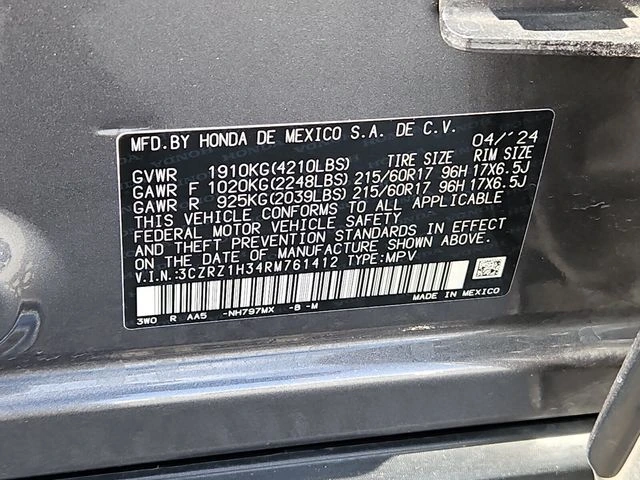 MFD.BY HONDA DE MEXICO S.A. DE C.V. 04/'24
GVWR 1910KG(4210LBS) TIRE SIZE RIM SIZE
GAWR F 1020KG(2248LBS) 215/60R17 96H 17X6.5J
GAWR R 925KG(2039LBS) 215/60R17 96H 17X6.5J
THIS VEHICLE CONFORMS TO ALL APPLICABLE
FEDERAL MOTOR VEHICLE SAFETY
AND THEFT PREVENTION STANDARDS IN EFFECT
ON THE DATE OF MANUFACTURE SHOWN ABOVE.
V.I.N.:3CZRZ1H34RM761412 TYPE:MPV
MADE IN MEXICO
3WO R AA5 -NH797MX -B -M